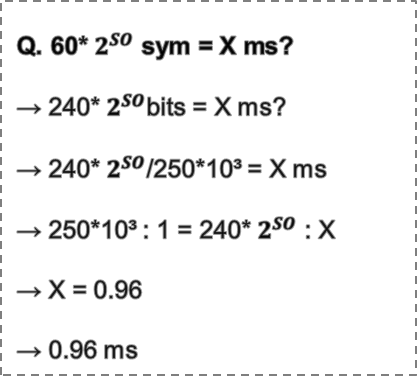 Q. 60* 2^SO sym = X ms?
→ 240* 2^SO bits = X ms?
→ 240* 2^SO/250*10³ = X ms
→ 250*10³ : 1 = 240* 2^SO : X
→ X = 0.96
→ 0.96 ms